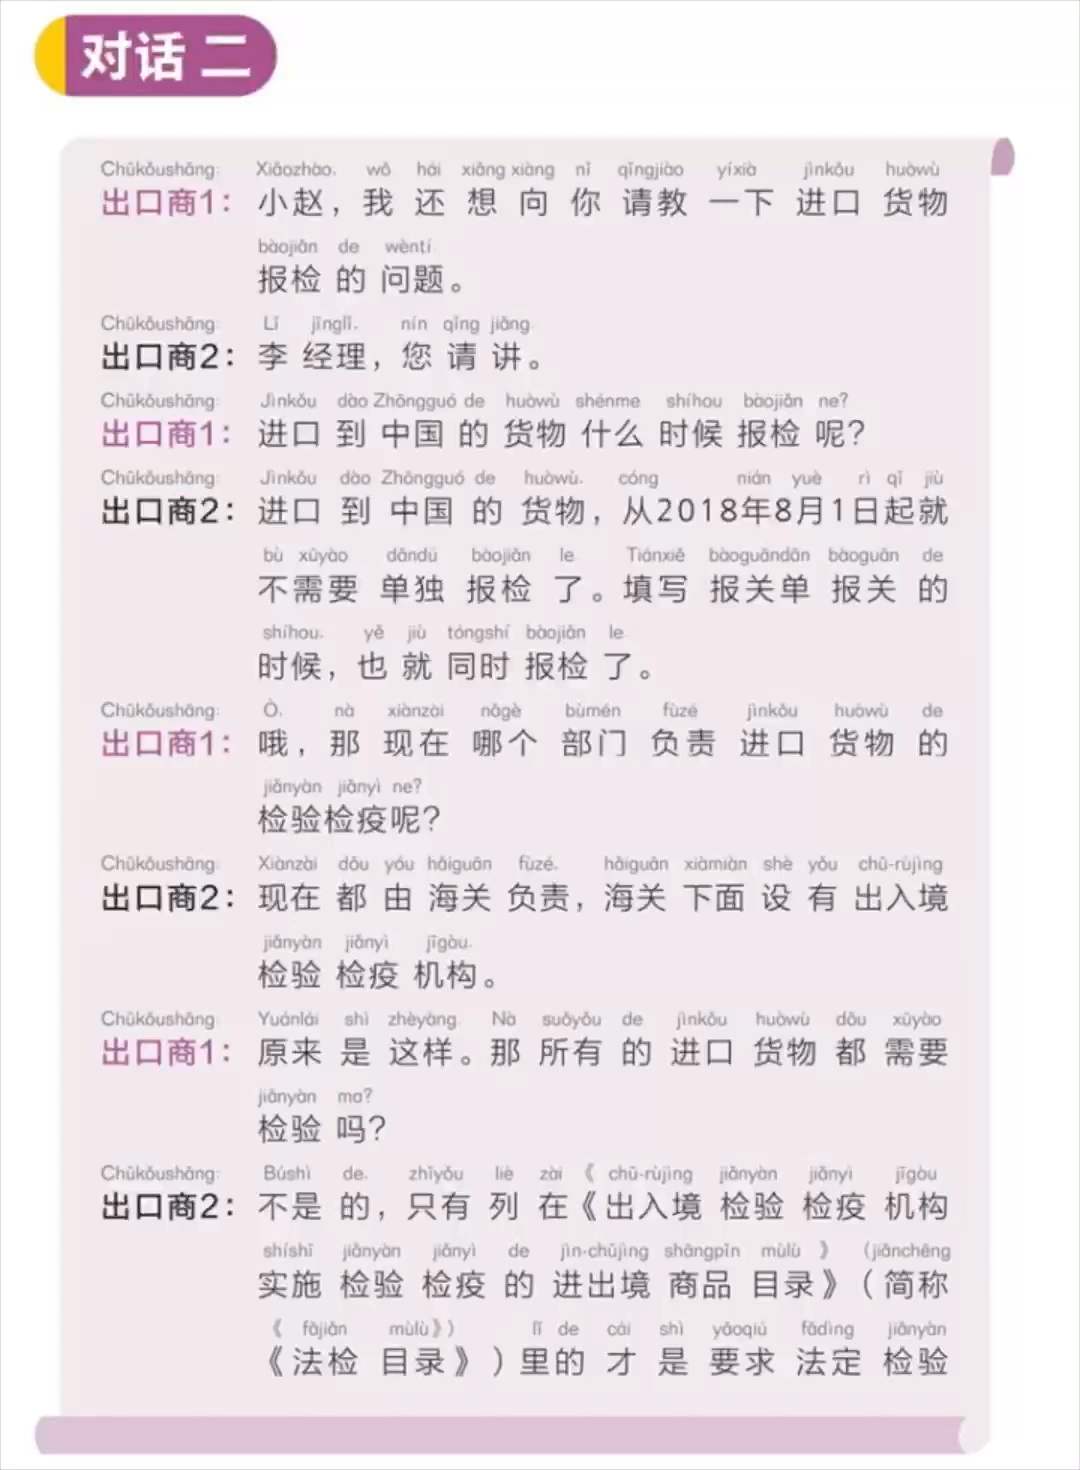 对话 二
Chūkǒushāng: Xiǎozhào, wǒ hái xiǎng xiàng nǐ qǐngjiào yíxià jìnkǒu huòwù
出口商1： 小赵，我 还 想 向 你 请教 一下 进口 货物
bàojiǎn de wèntí
报检 的 问题。
Chūkǒushāng: Lǐ jīnglǐ, nín qǐng jiǎng
出口商2： 李 经理，您 请 讲。
Chūkǒushāng: Jìnkǒu dào Zhōngguó de huòwù shénme shíhou bàojiǎn ne?
出口商1： 进口 到 中国 的 货物 什么 时候 报检 呢？
Chūkǒushāng: Jìnkǒu dào Zhōngguó de huòwù, cóng nián yuè rì qǐ jiù
出口商2： 进口 到 中国 的 货物，从2018年8月1日起就
bù xūyào dāndú bàojiǎn le Tiánxiě bàoguāndān bàoguān de
不需要 单独 报检 了。填写 报关单 报关 的
shíhou, yě jiù tóngshí bàojiǎn le
时候，也 就 同时 报检 了。
Chūkǒushāng: Ò, nà xiànzài nǎgè bùmén fùzé jìnkǒu huòwù de
出口商1： 哦，那 现在 哪个 部门 负责 进口 货物 的
jiǎnyàn jiǎnyì ne?
检验检疫呢？
Chūkǒushāng: Xiànzài dōu yóu hǎiguān fùzé, hǎiguān xiàmiàn shè yǒu chū-rùjìng
出口商2： 现在 都 由 海关 负责，海关 下面 设 有 出入境
jiǎnyàn jiǎnyì jīgòu.
检验 检疫 机构。
Chūkǒushāng: Yuánlái shì zhèyàng. Nà suǒyǒu de jìnkǒu huòwù dōu xūyào
出口商1： 原来 是 这样。那 所有 的 进口 货物 都 需要
jiǎnyàn ma?
检验 吗？
Chūkǒushāng: Búshì de, zhǐyǒu liè zài 《 chū-rùjìng jiǎnyàn jiǎnyì jīgòu
出口商2： 不是 的，只有 列 在《出入境 检验 检疫 机构
shíshī jiǎnyàn jiǎnyì de jìn-chūjìng shāngpǐn mùlù 》 （jiǎnchēng
实施 检验 检疫 的 进出境 商品 目录》（简称
《 fǎjiǎn mùlù》） lǐ de cái shì yāoqiú fǎdìng jiǎnyàn
《法检 目录》）里的 才 是 要求 法定 检验